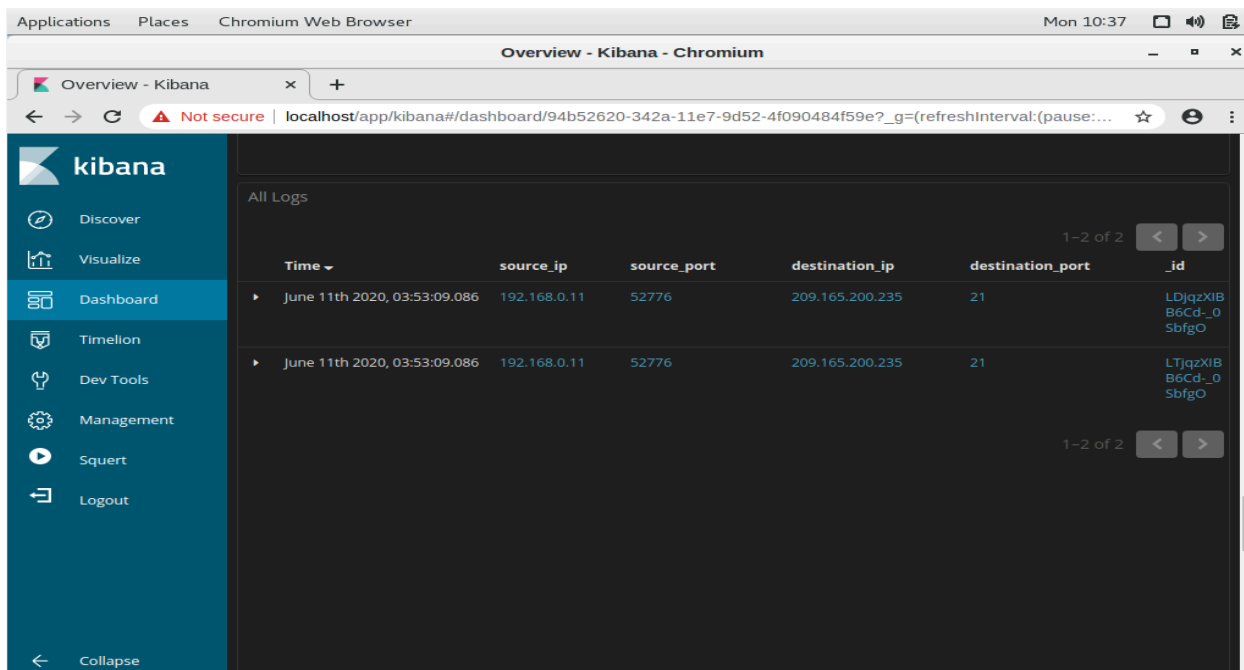 Applications Places Chromium Web Browser Mon 10:37
Overview - Kibana - Chromium
Overview - Kibana
Not secure localhost/app/kibana#/dashboard/94b52620-342a-11e7-9d52-4f090484f59e?_g=(refreshInterval:(pause:...
kibana
Discover
Visualize
Dashboard
Timelion
Dev Tools
Management
Squert
Logout
Collapse
All Logs
1–2 of 2
Time source_ip source_port destination_ip destination_port _id
June 11th 2020, 03:53:09.086 192.168.0.11 52776 209.165.200.235 21 LDjqzXIB
B6Cd-_0
SbfgO
June 11th 2020, 03:53:09.086 192.168.0.11 52776 209.165.200.235 21 LTjqzXIB
B6Cd-_0
SbfgO
1–2 of 2